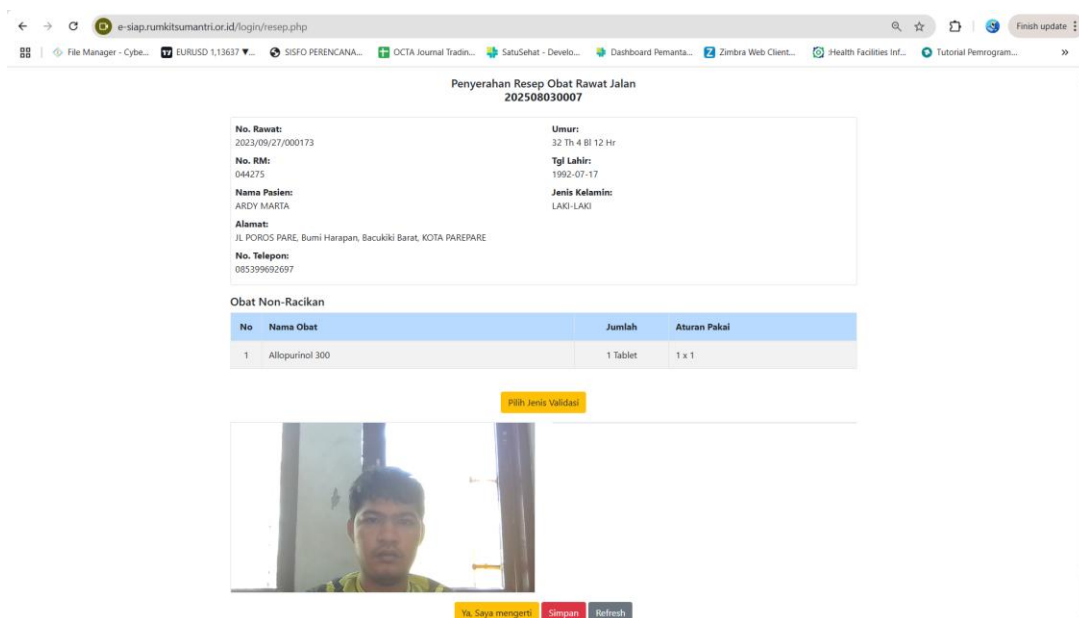 e-siap.rumkitsumantri.or.id/login/resep.php
Finish update
File Manager - Cybe...
EURUSD 1,13637 ▼...
SISFO PERENCANA...
OCTA Journal Tradin...
SatuSehat - Develo...
Dashboard Pemanta...
Zimbra Web Client...
:Health Facilities Inf...
Tutorial Pemrogram...
»
Penyerahan Resep Obat Rawat Jalan
202508030007
No. Rawat:
2023/09/27/000173
No. RM:
044275
Nama Pasien:
ARDY MARTA
Alamat:
JL POROS PARE, Bumi Harapan, Bacukiki Barat, KOTA PAREPARE
No. Telepon:
085399692697
Umur:
32 Th 4 Bl 12 Hr
Tgl Lahir:
1992-07-17
Jenis Kelamin:
LAKI-LAKI
Obat Non-Racikan
No Nama Obat Jumlah Aturan Pakai
1 Allopurinol 300 1 Tablet 1 x 1
Pilih Jenis Validasi
Ya, Saya mengerti Simpan Refresh